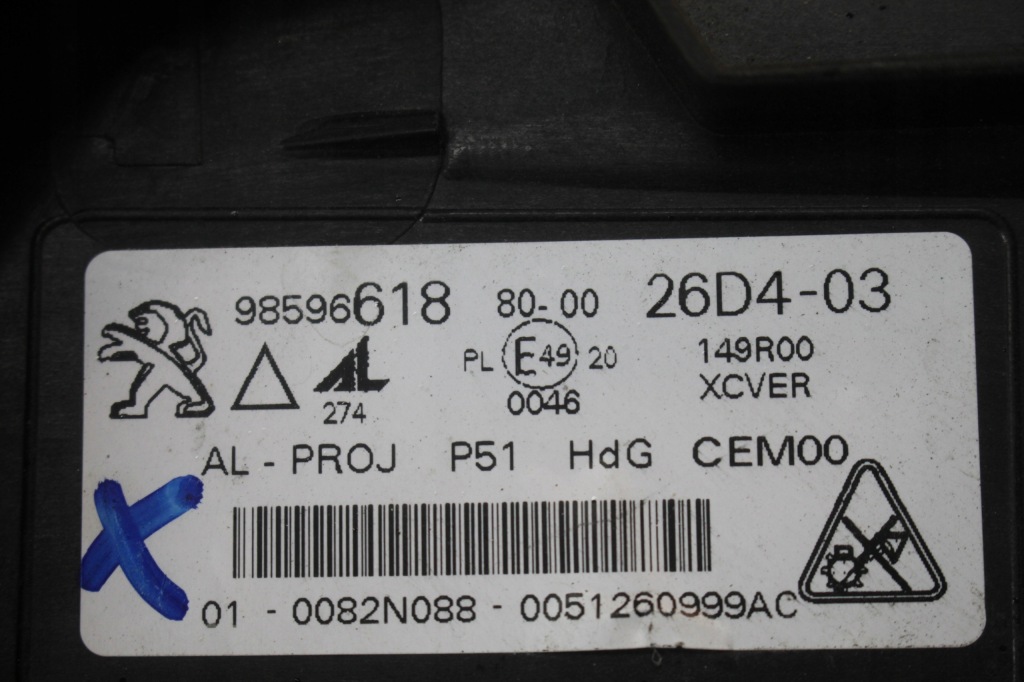 98596618 80-00 26D4-03
PL E49 20 149R00
AL
274 0046 XCVER
AL - PROJ P51 HdG CEM00
01 - 0082N088 - 0051260999AC